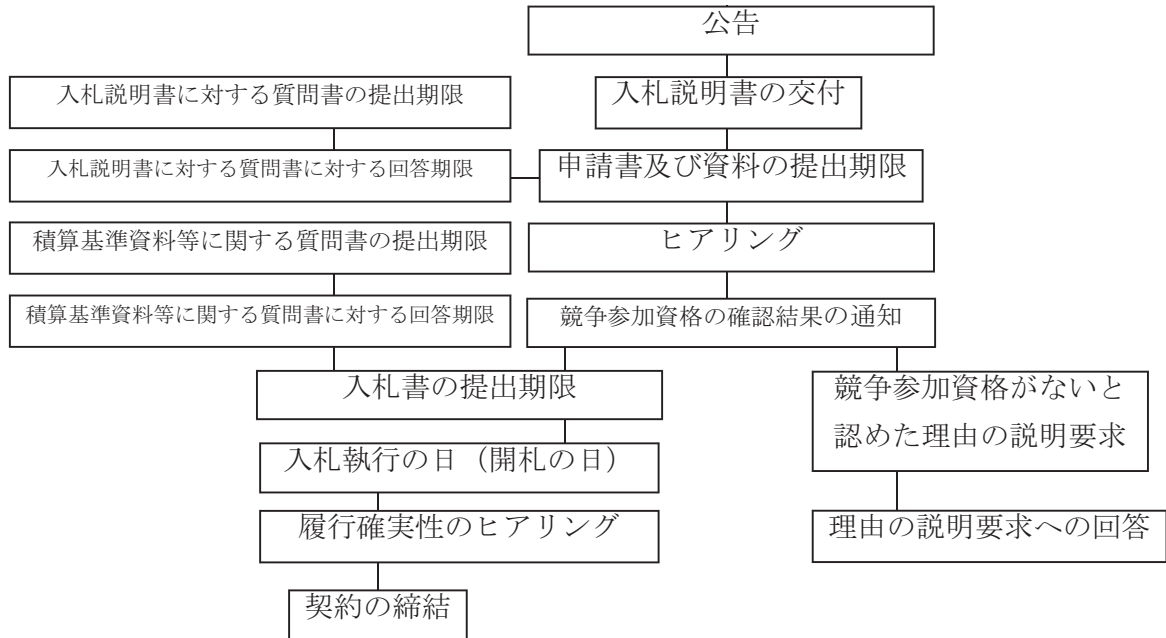 公告
入札説明書に対する質問書の提出期限
入札説明書の交付
入札説明書に対する質問書に対する回答期限
申請書及び資料の提出期限
積算基準資料等に関する質問書の提出期限
ヒアリング
積算基準資料等に関する質問書に対する回答期限
競争参加資格の確認結果の通知
入札書の提出期限
競争参加資格がないと
認めた理由の説明要求
入札執行の日（開札の日）
履行確実性のヒアリング
理由の説明要求への回答
契約の締結